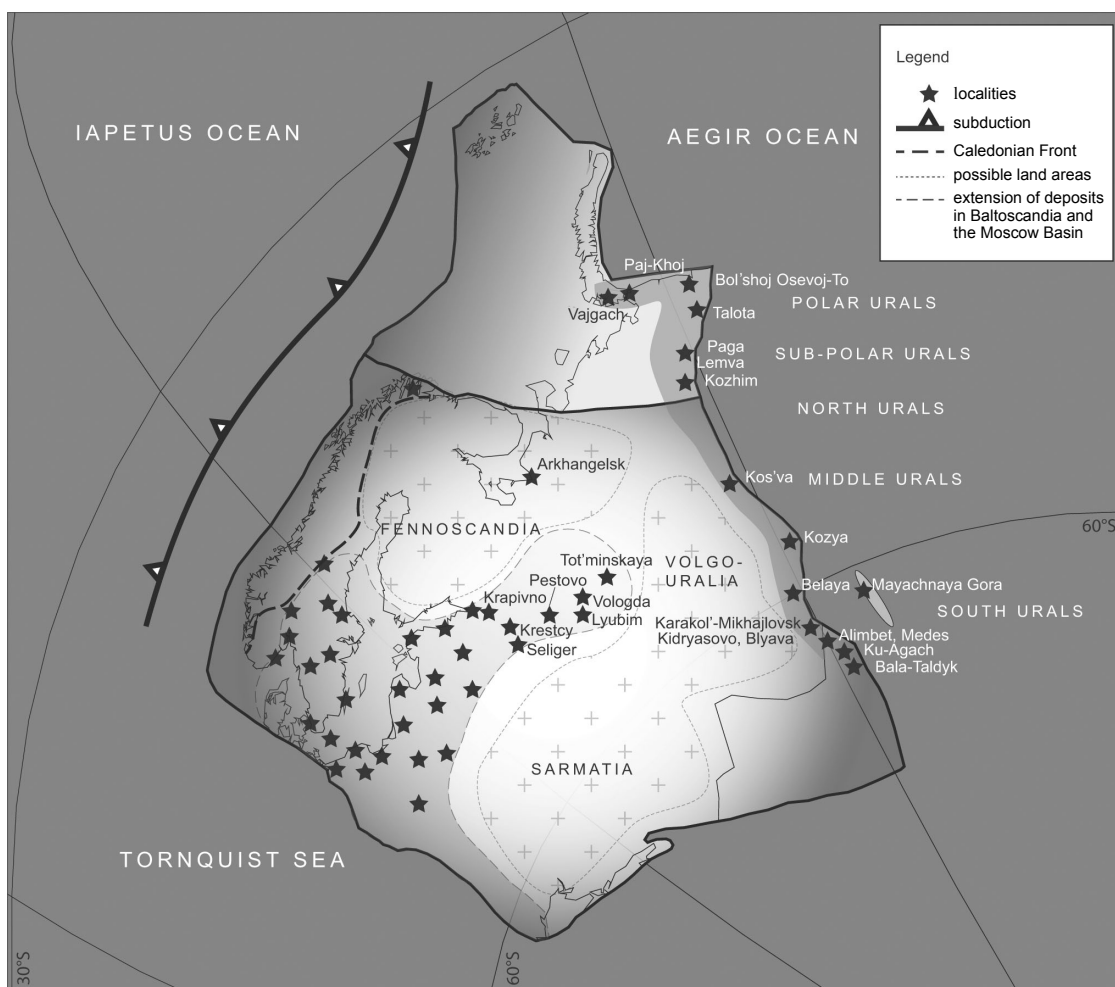 Legend
localities
subduction
Caledonian Front
possible land areas
extension of deposits
in Baltoscandia and
the Moscow Basin
IAPETUS OCEAN
AEGIR OCEAN
Paj-Khoj
Bol'shoj Osevoj-To
POLAR URALS
Vajgach
Talota
Paga
SUB-POLAR URALS
Lemva
Kozhim
NORTH URALS
Arkhangelsk
Kos'va
MIDDLE URALS
FENNOSCANDIA
60°S
Kozya
Tot'minskaya
VOLGO-
URALIA
Pestovo
Krapivno
Belaya
Mayachnaya Gora
Vologda
SOUTH URALS
Lyubim
Karakol'-Mikhajlovsk
Krestcy
Kidryasovo, Blyava
Alimbet, Medes
Seliger
Ku-Agach
Bala-Taldyk
SARMATIA
TORNQUIST SEA
30°S
60°S